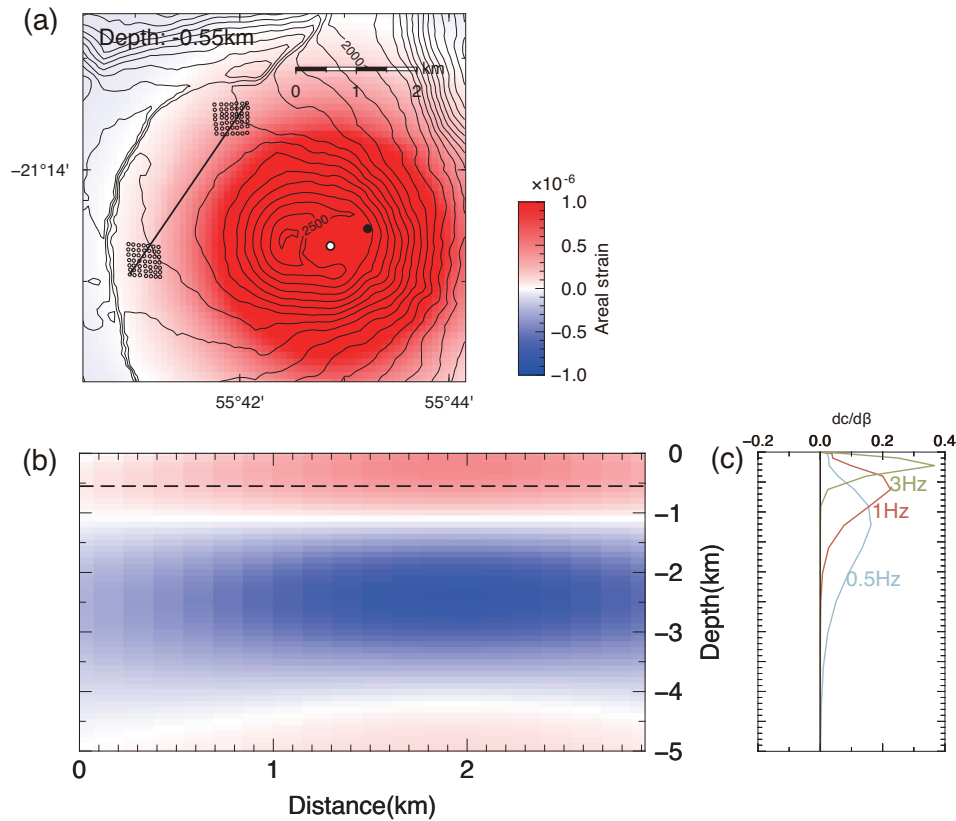 (a)
Depth: -0.55km
2000
km
0 1 2
−21°14'
2500
×10⁻⁶
1.0
0.5
0.0
−0.5
−1.0
Areal strain
55°42' 55°44'
(b)
0
−1
−2
−3
−4
−5
Depth(km)
0 1 2
Distance(km)
(c)
dc/dβ
−0.2 0.0 0.2 0.4
3Hz
1Hz
0.5Hz